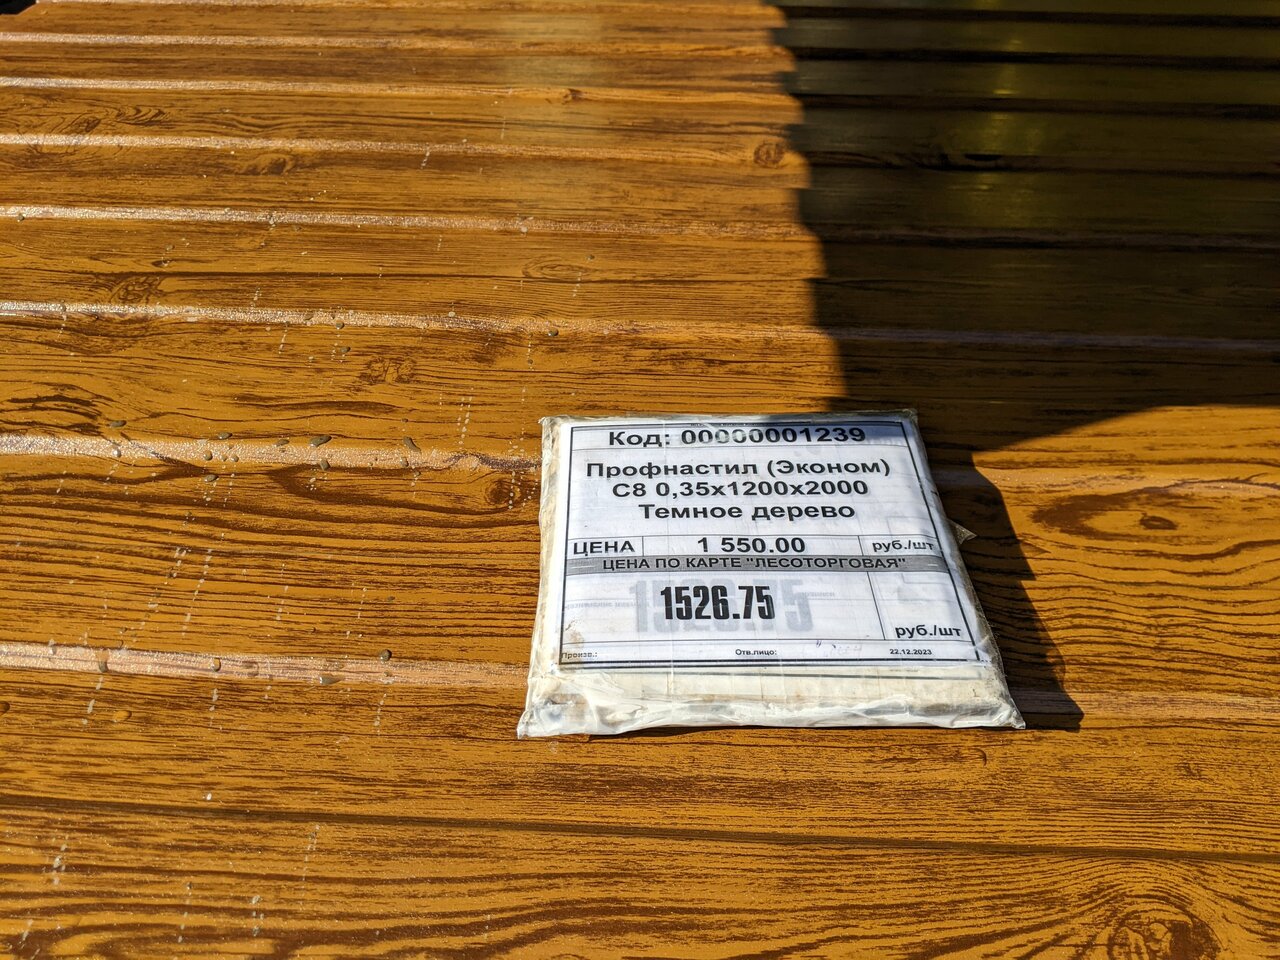 Код: 00000001239
Профнастил (Эконом)
С8 0,35х1200х2000
Темное дерево
ЦЕНА 1 550.00 руб./шт
ЦЕНА ПО КАРТЕ "ЛЕСОТОРГОВАЯ"
1526.75
руб./шт
Произв.: Отв.лицо: 22.12.2023